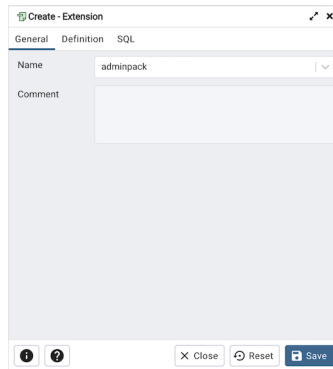 Create - Extension
General Definition SQL
Name
adminpack
Comment
Close Reset Save